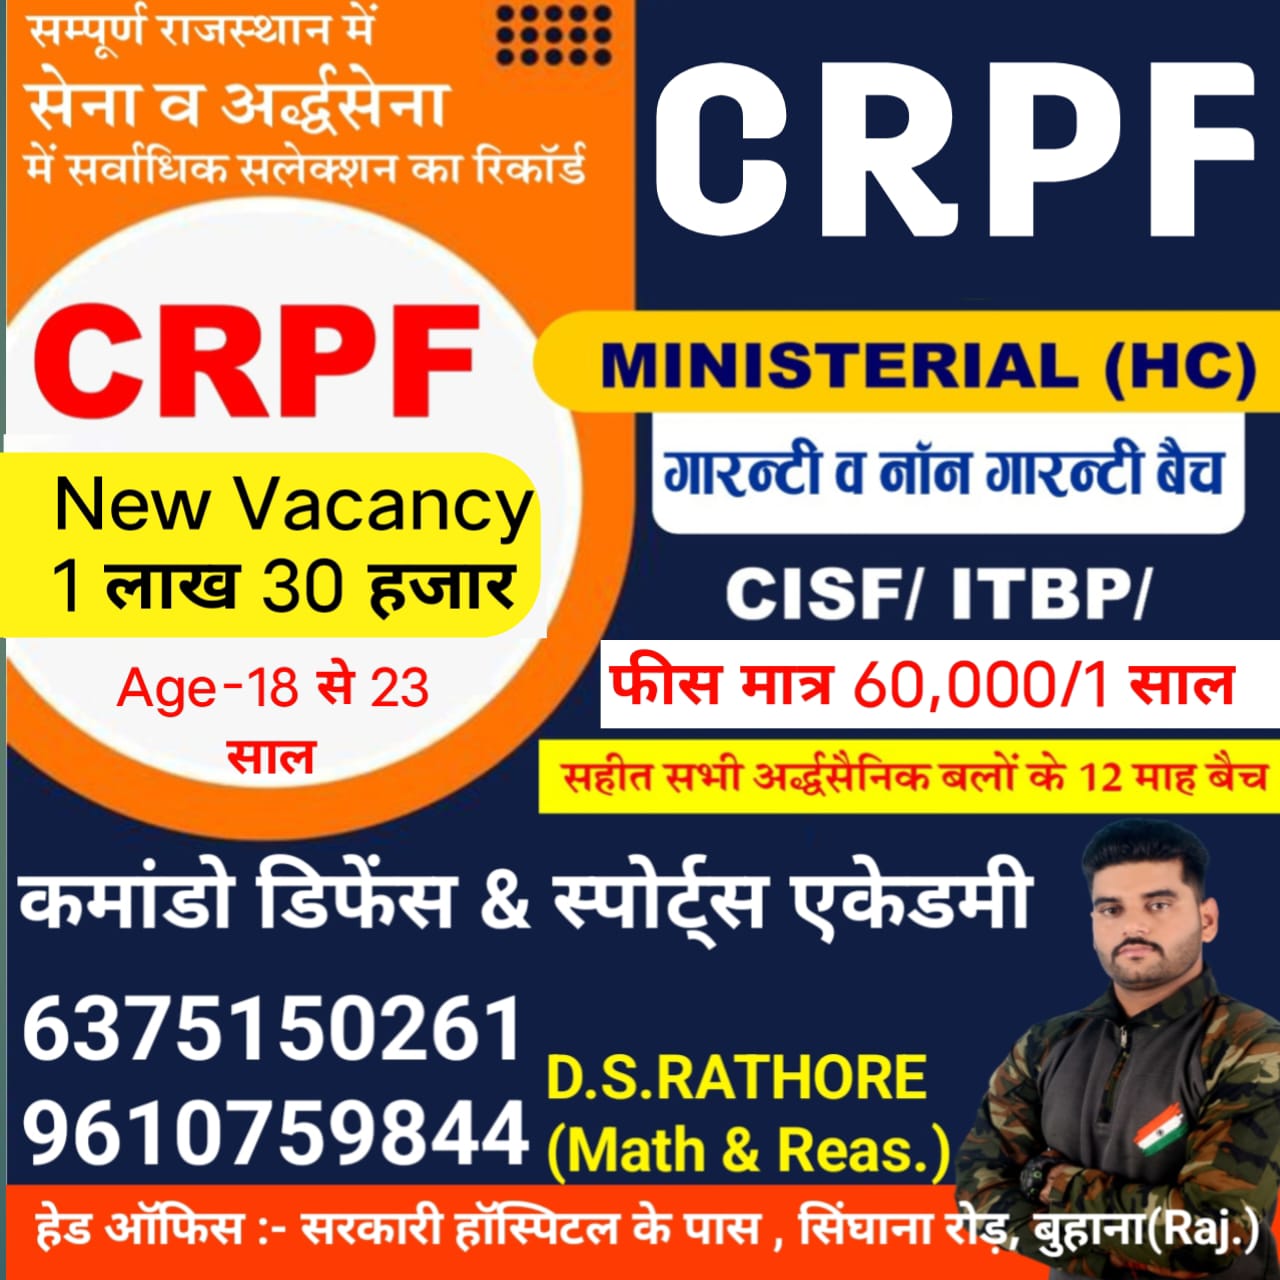 सम्पूर्ण राजस्थान में
सेना व अर्द्धसेना
में सर्वाधिक सलेक्शन का रिकॉर्ड
CRPF
New Vacancy
1 लाख 30 हजार
Age-18 से 23
साल
CRPF
MINISTERIAL (HC)
गारन्टी व नॉन गारन्टी बैच
CISF/ ITBP/
फीस मात्र 60,000/1 साल
सहीत सभी अर्द्धसैनिक बलों के 12 माह बैच
कमांडो डिफेंस & स्पोर्ट्स एकेडमी
6375150261
9610759844
D.S.RATHORE
(Math & Reas.)
हेड ऑफिस :- सरकारी हॉस्पिटल के पास , सिंघाना रोड़, बुहाना(Raj.)